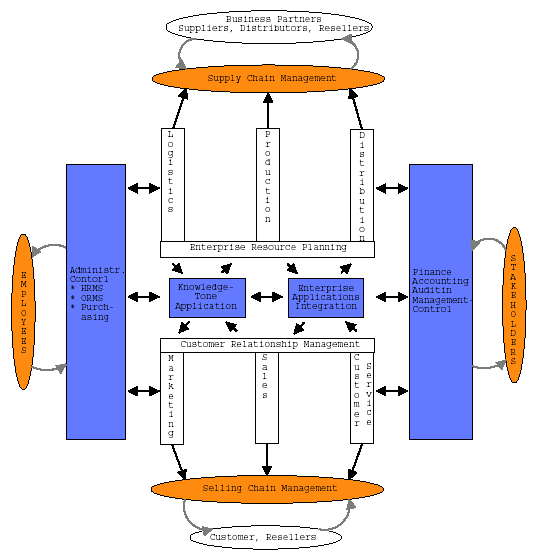 Business Partners
Suppliers, Distributors, Resellers
Supply Chain Management
Logistics
Production
Distribution
Enterprise Resource Planning
EMPLOYEES
Administr.
Contorl
* HRMS
* ORMS
* Purch-
asing
Knowledge-
Tone
Application
Enterprise
Applications
Integration
Finance
Accounting
Auditin
Management-
Control
STAKEHOLDERS
Customer Relationship Management
Marketing
Sales
Customer
Service
Selling Chain Management
Customer, Resellers